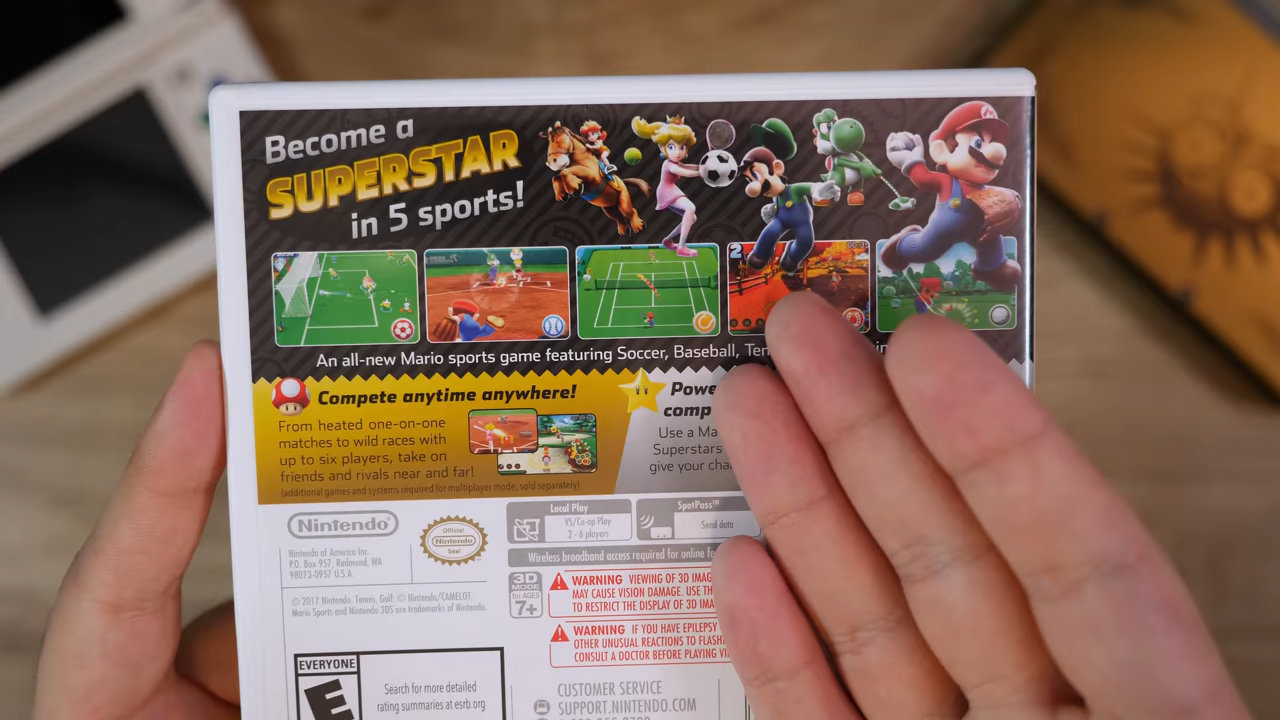 Become a
SUPERSTAR
in 5 sports!
2
An all-new Mario sports game featuring Soccer, Baseball, Ten
Compete anytime anywhere!
From heated one-on-one
matches to wild races with
up to six players, take on
friends and rivals near and far!
(additional games and systems required for multiplayer mode; sold separately)
Powe
comp
Use a Ma
Superstars
give your cha
Nintendo®
Official
Nintendo
Seal
Local Play
VS/Co-op Play
2 - 6 players
SpotPass™
Send data
Wireless broadband access required for online fe
Nintendo of America Inc.
P.O. Box 957, Redmond, WA
98073-0957 U.S.A.
© 2017 Nintendo. Tennis, Golf: © Nintendo/CAMELOT.
Mario Sports and Nintendo 3DS are trademarks of Nintendo.
3D
MODE
for AGES
7+
WARNING VIEWING OF 3D IMAG
MAY CAUSE VISION DAMAGE. USE TH
TO RESTRICT THE DISPLAY OF 3D IMA
WARNING IF YOU HAVE EPILEPSY
OTHER UNUSUAL REACTIONS TO FLASH
CONSULT A DOCTOR BEFORE PLAYING VI
EVERYONE
E
Search for more detailed
rating summaries at esrb.org
CUSTOMER SERVICE
SUPPORT.NINTENDO.COM